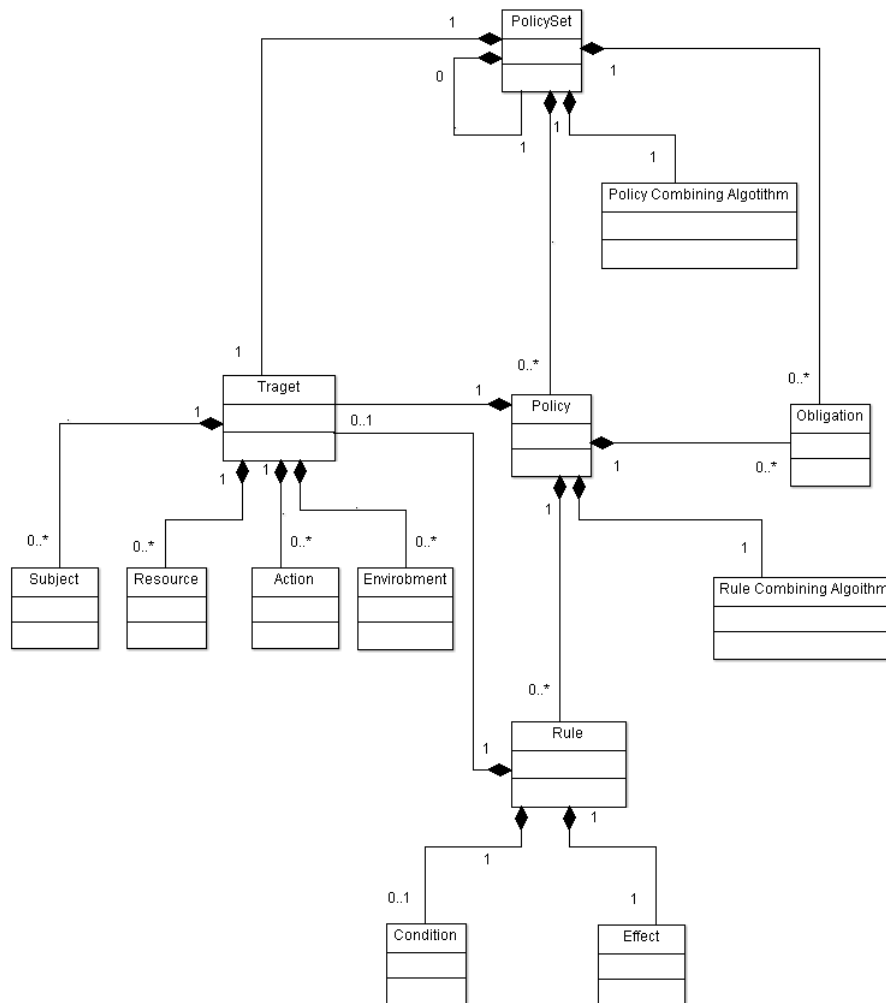 1
PolicySet
1
0
1
1
1
Policy Combining Algotithm
1
0..*
0..*
Traget
1
Policy
Obligation
1
0..1
1
0..*
1
1
1
0..*
0..*
0..*
0..*
1
1
Subject
Resource
Action
Envirobment
Rule Combining Algoithm
0..*
Rule
1
1
1
0..1
1
Condition
Effect